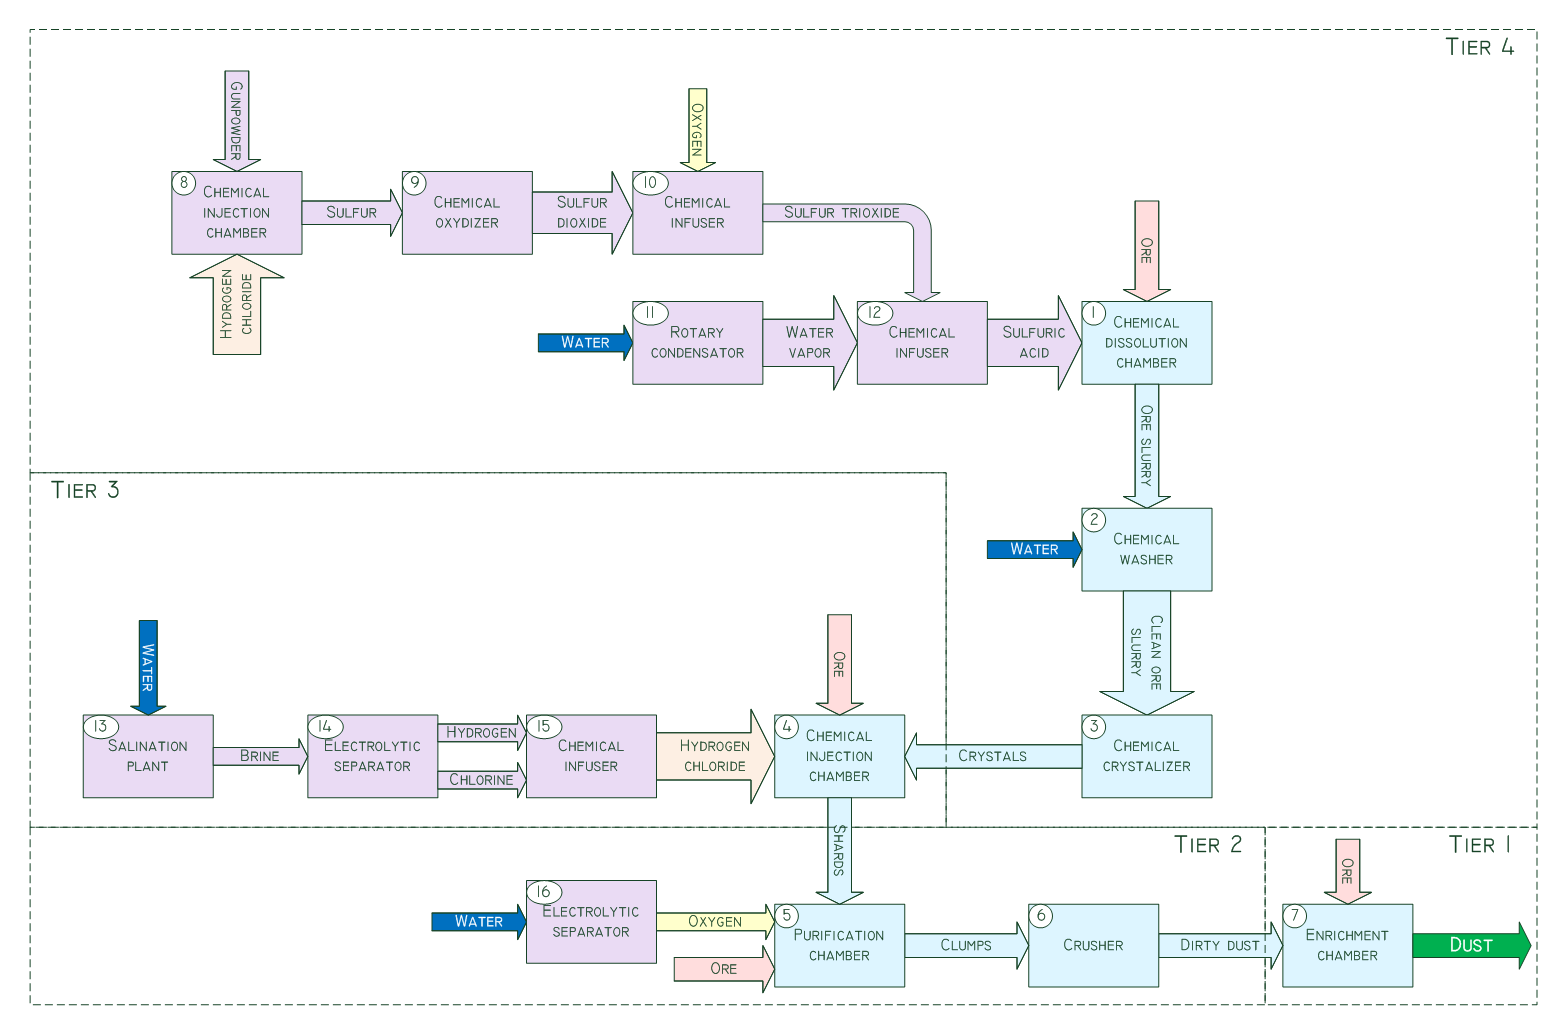 Tier 4
Gunpowder
Oxygen
8
Chemical
injection
chamber
Sulfur
9
Chemical
oxydizer
Sulfur
dioxide
10
Chemical
infuser
Sulfur trioxide
Hydrogen
chloride
Ore
Water
11
Rotary
condensator
Water
vapor
12
Chemical
infuser
Sulfuric
acid
1
Chemical
dissolution
chamber
Ore slurry
Tier 3
Water
2
Chemical
washer
Clean ore
slurry
Water
Ore
13
Salination
plant
Brine
14
Electrolytic
separator
Hydrogen
Chlorine
15
Chemical
infuser
Hydrogen
chloride
4
Chemical
injection
chamber
Crystals
3
Chemical
crystalizer
Shards
Tier 2
Tier 1
Ore
Water
16
Electrolytic
separator
Oxygen
Ore
5
Purification
chamber
Clumps
6
Crusher
Dirty dust
7
Enrichment
chamber
Dust